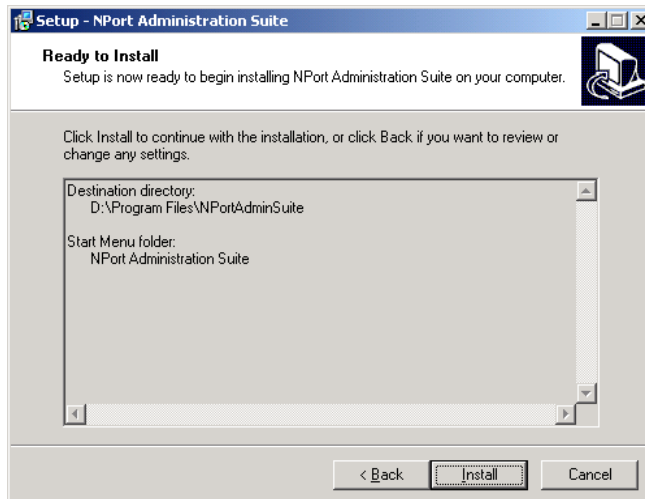 Setup - NPort Administration Suite
Ready to Install
Setup is now ready to begin installing NPort Administration Suite on your computer.
Click Install to continue with the installation, or click Back if you want to review or
change any settings.
Destination directory:
D:\Program Files\NPortAdminSuite
Start Menu folder:
NPort Administration Suite
< Back
Install
Cancel